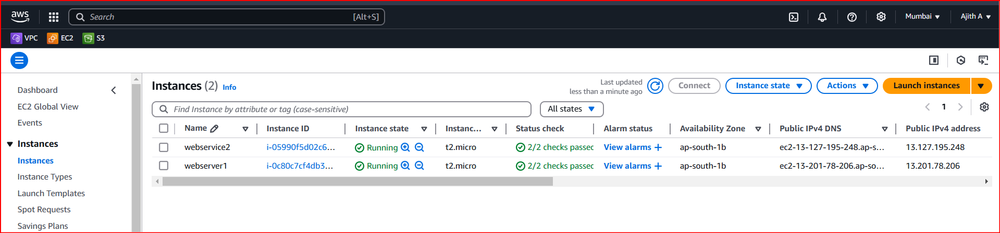 aws Search [Alt+S] Mumbai Ajith A
VPC EC2 S3
Dashboard
EC2 Global View
Events
Instances
Instances
Instance Types
Launch Templates
Spot Requests
Savings Plans
Instances (2) Info
Last updated
less than a minute ago
Connect Instance state Actions Launch instances
Find Instance by attribute or tag (case-sensitive) All states 1
Name Instance ID Instance state Instanc... Status check Alarm status Availability Zone Public IPv4 DNS Public IPv4 address
webservice2 i-05990f5d02c6... Running t2.micro 2/2 checks passed View alarms + ap-south-1b ec2-13-127-195-248.ap-s... 13.127.195.248
webserver1 i-0c80c7cf4db3... Running t2.micro 2/2 checks passed View alarms + ap-south-1b ec2-13-201-78-206.ap-so... 13.201.78.206